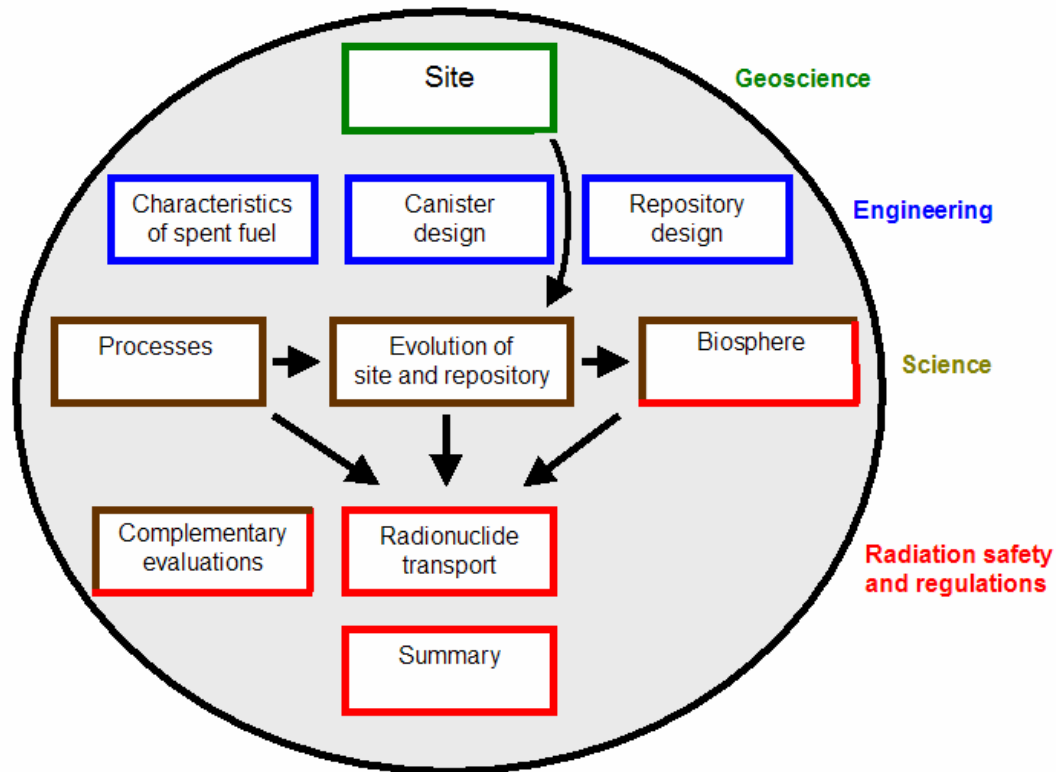 Site
Geoscience
Characteristics
of spent fuel
Canister
design
Repository
design
Engineering
Processes
Evolution of
site and repository
Biosphere
Science
Complementary
evaluations
Radionuclide
transport
Radiation safety
and regulations
Summary